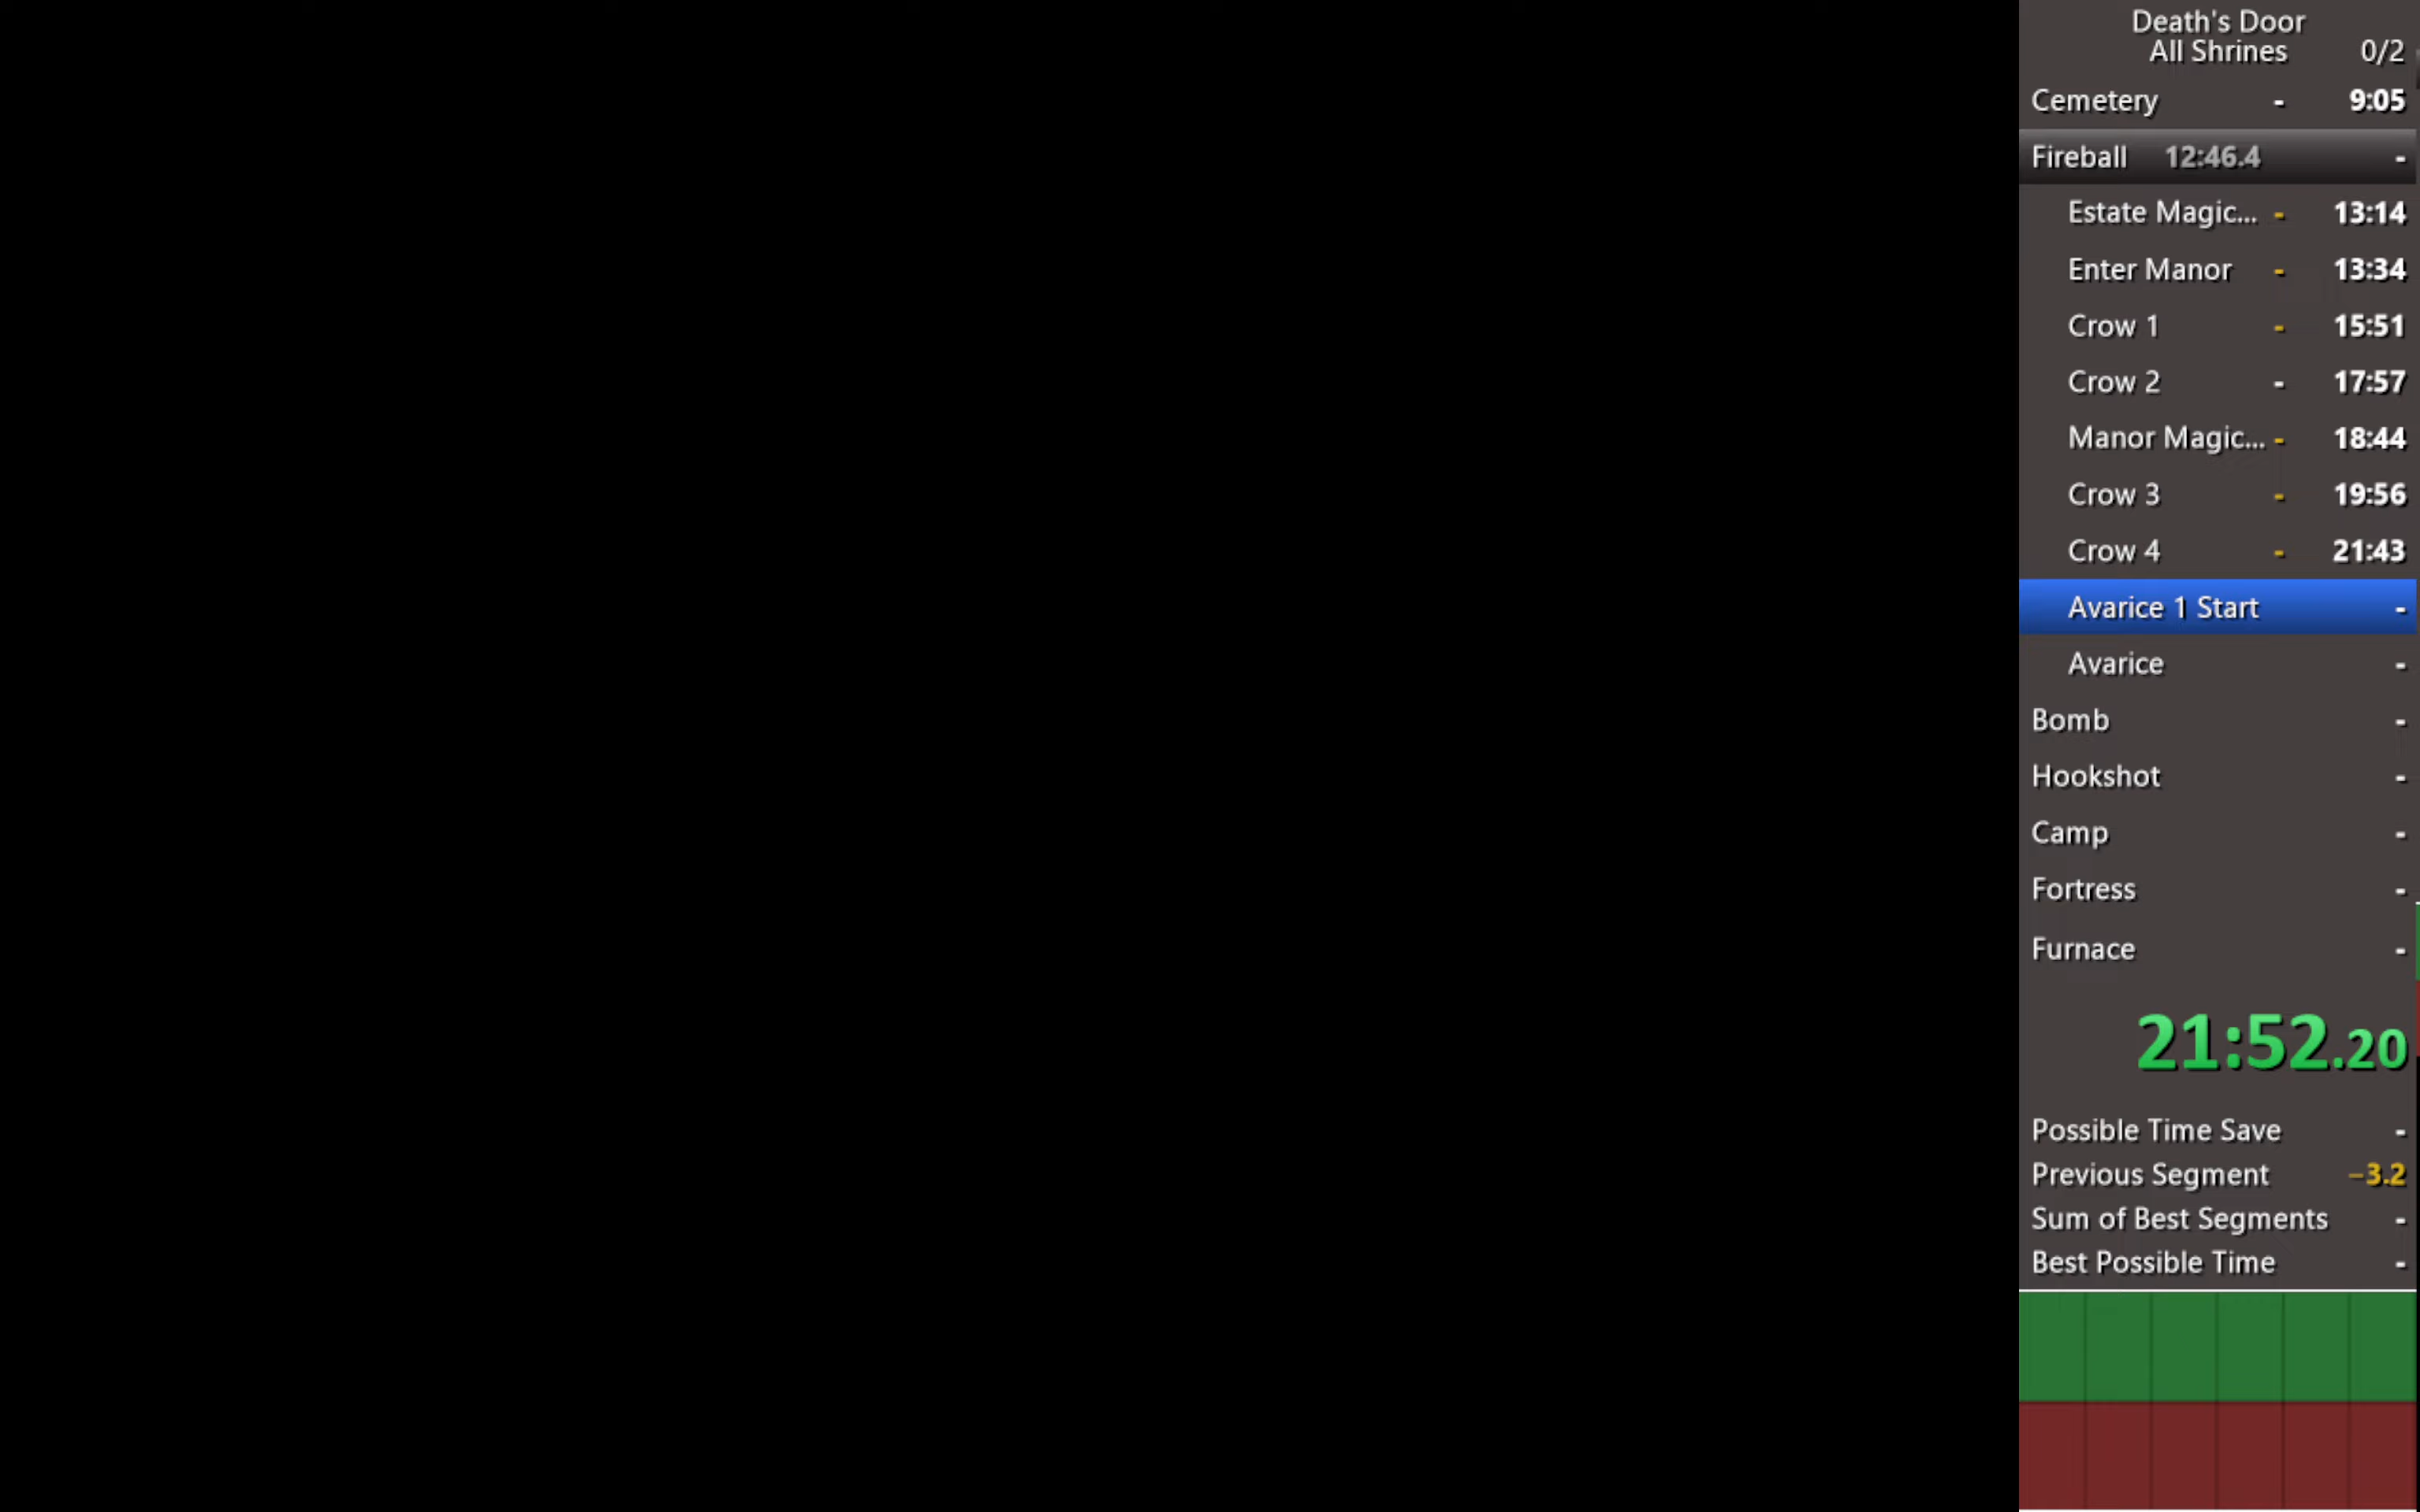 Death's Door
All Shrines 0/2
Cemetery - 9:05
Fireball 12:46.4 -
Estate Magic... - 13:14
Enter Manor - 13:34
Crow 1 - 15:51
Crow 2 - 17:57
Manor Magic... - 18:44
Crow 3 - 19:56
Crow 4 - 21:43
Avarice 1 Start -
Avarice -
Bomb -
Hookshot -
Camp -
Fortress -
Furnace -
21:52.20
Possible Time Save -
Previous Segment −3.2
Sum of Best Segments -
Best Possible Time -